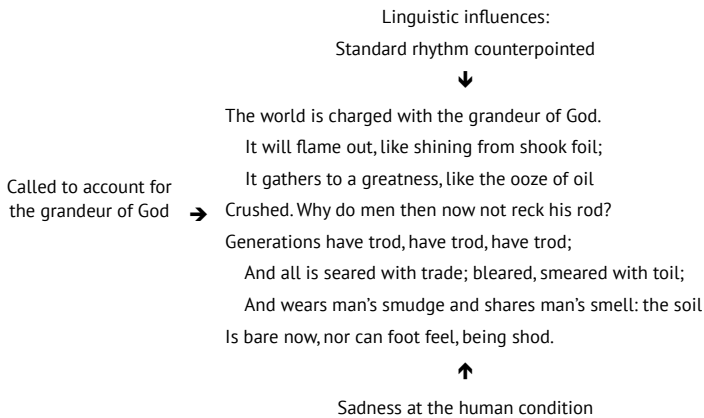 Linguistic influences:
Standard rhythm counterpointed
The world is charged with the grandeur of God.
It will flame out, like shining from shook foil;
It gathers to a greatness, like the ooze of oil
Called to account for
the grandeur of God
Crushed. Why do men then now not reck his rod?
Generations have trod, have trod, have trod;
And all is seared with trade; bleared, smeared with toil;
And wears man's smudge and shares man's smell: the soil
Is bare now, nor can foot feel, being shod.
Sadness at the human condition